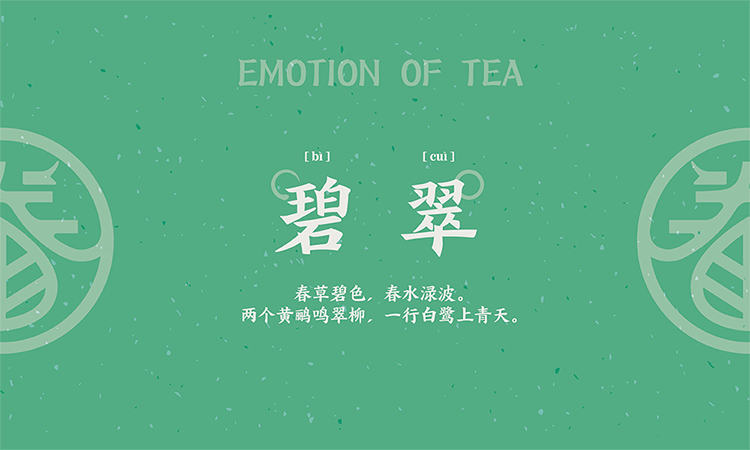 EMOTION OF TEA
[bì] [cuì]
碧翠
春草碧色，春水渌波。
两个黄鹂鸣翠柳，一行白鹭上青天。